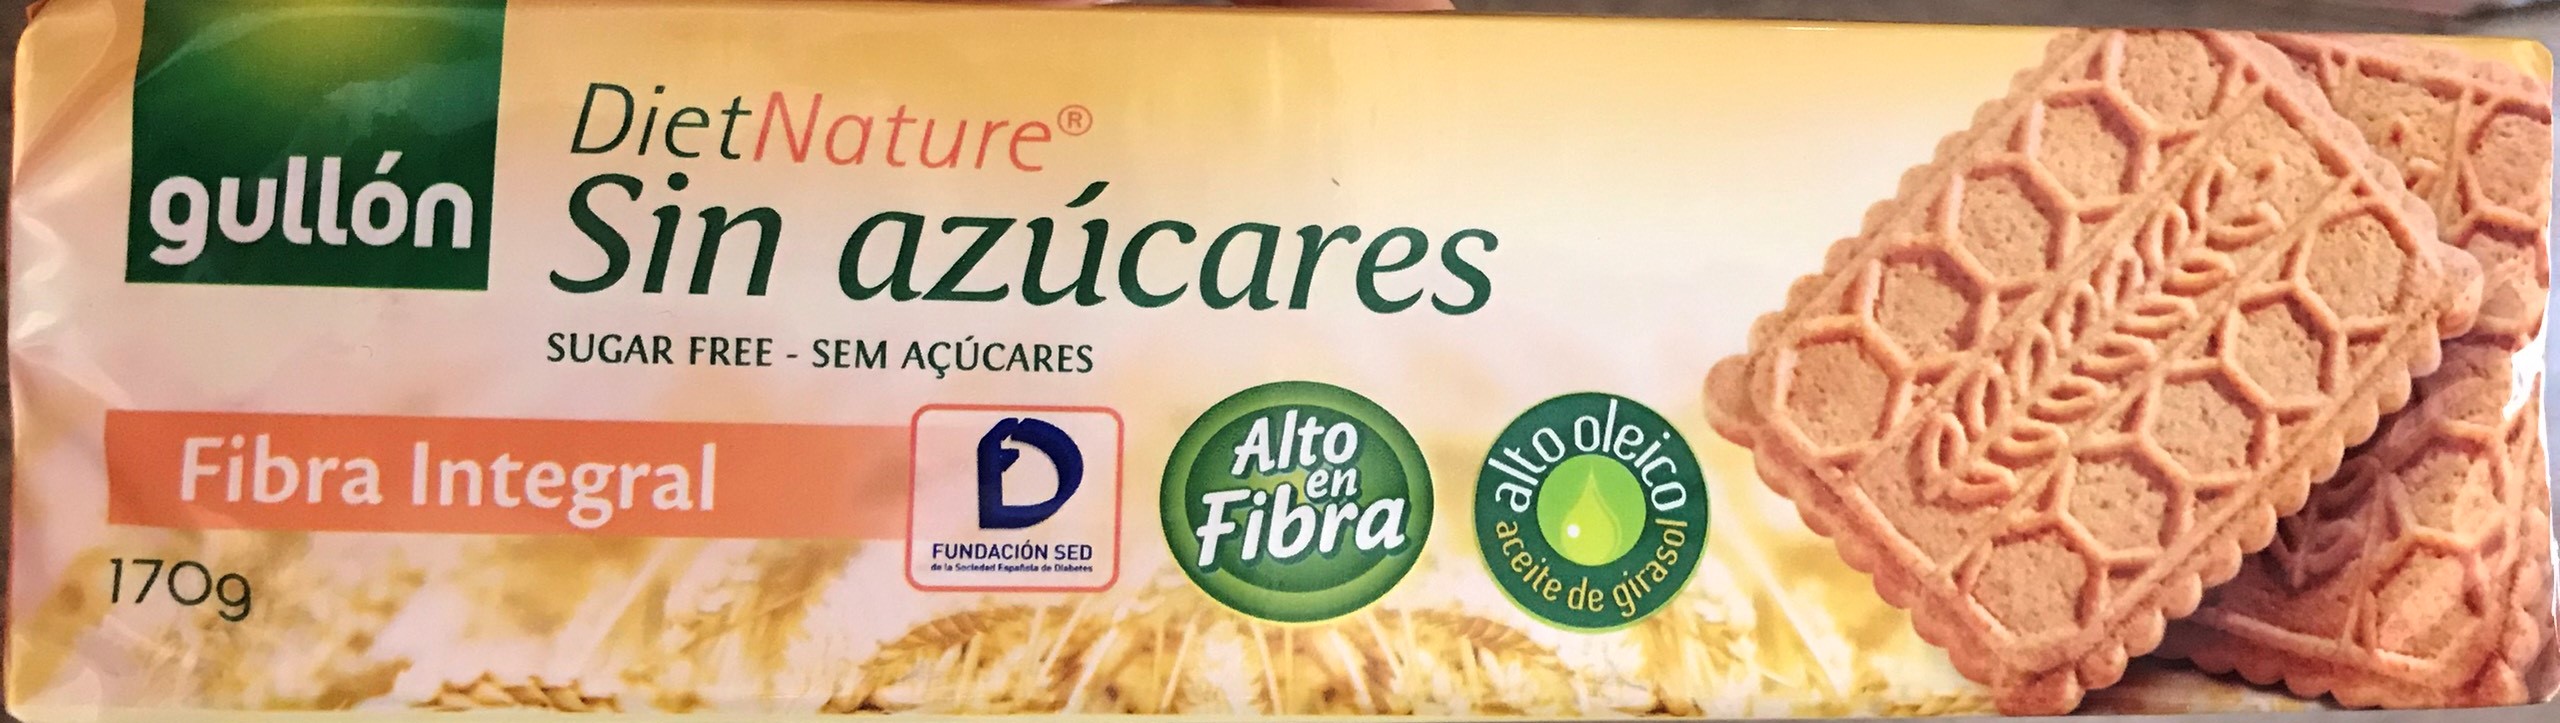 gullón
DietNature®
Sin azúcares
SUGAR FREE - SEM AÇÚCARES
Fibra Integral
170g
FUNDACIÓN SED
de la Sociedad Española de Diabetes
Alto
en
Fibra
alto oleico
aceite de girasol